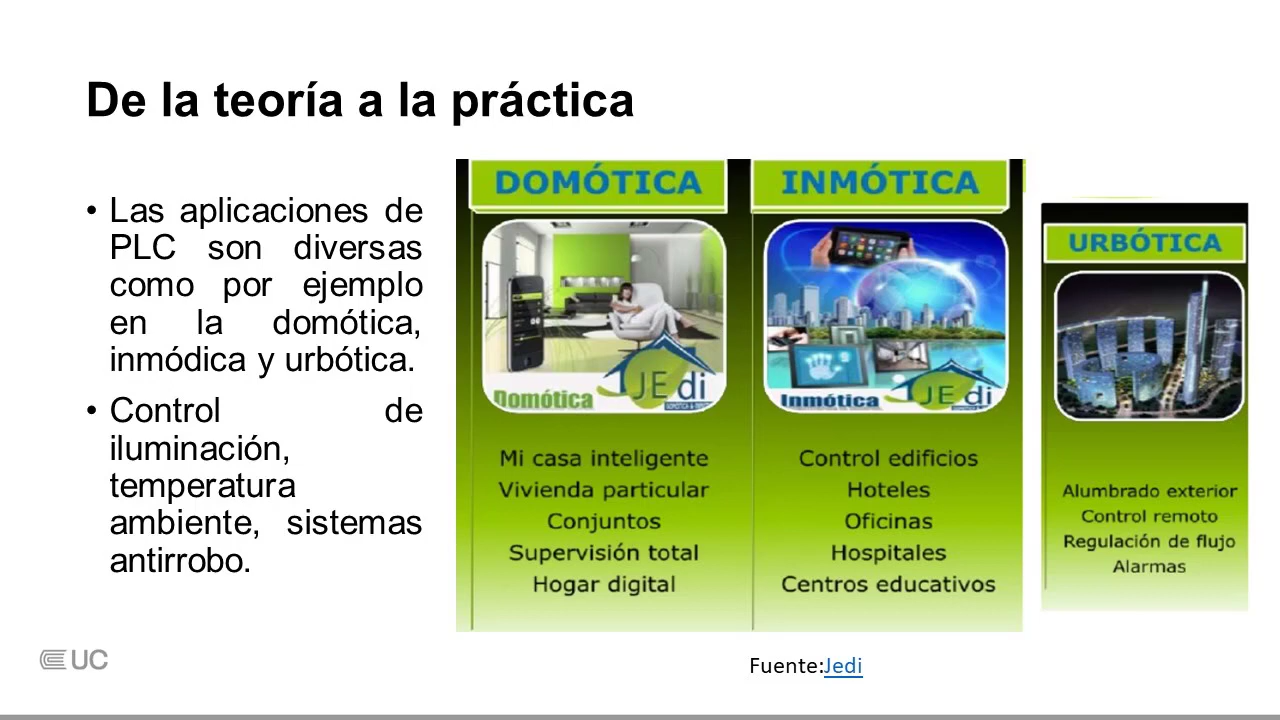 De la teoría a la práctica
• Las aplicaciones de
PLC son diversas
como por ejemplo
en la domótica,
inmódica y urbótica.
• Control de
iluminación,
temperatura
ambiente, sistemas
antirrobo.
DOMÓTICA
JEdi
Domótica
Mi casa inteligente
Vivienda particular
Conjuntos
Supervisión total
Hogar digital
INMÓTICA
JEdi
Inmótica
Control edificios
Hoteles
Oficinas
Hospitales
Centros educativos
URBÓTICA
Alumbrado exterior
Control remoto
Regulación de flujo
Alarmas
UC
Fuente:Jedi